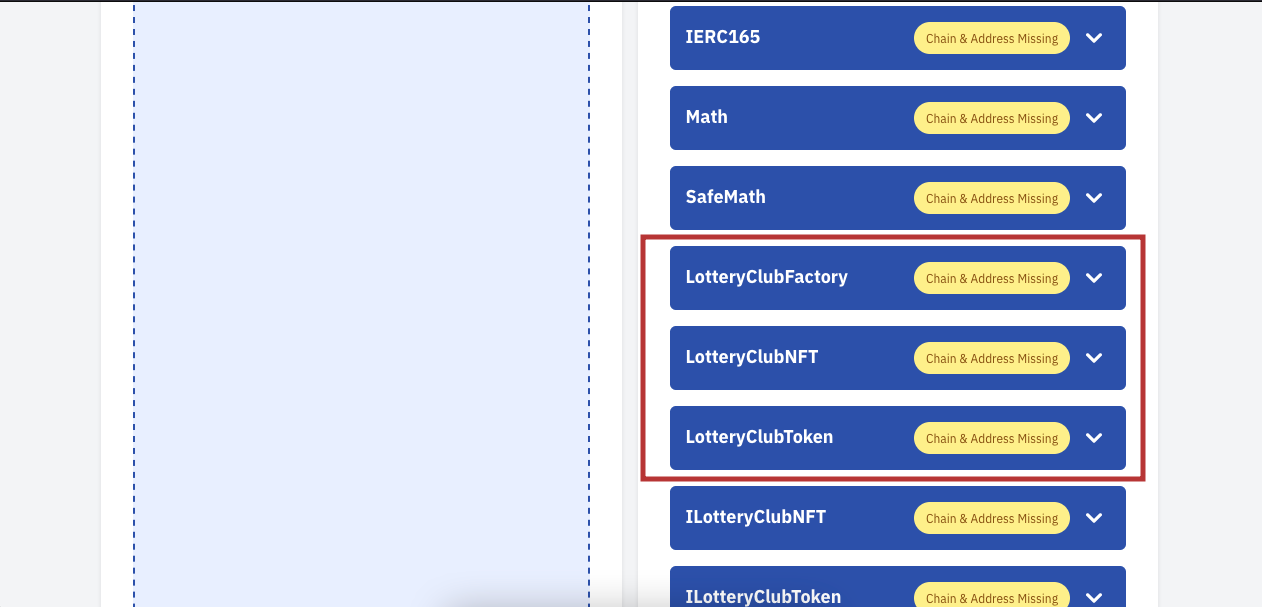 IERC165 Chain & Address Missing
Math Chain & Address Missing
SafeMath Chain & Address Missing
LotteryClubFactory Chain & Address Missing
LotteryClubNFT Chain & Address Missing
LotteryClubToken Chain & Address Missing
ILotteryClubNFT Chain & Address Missing
ILotteryClubToken Chain & Address Missing